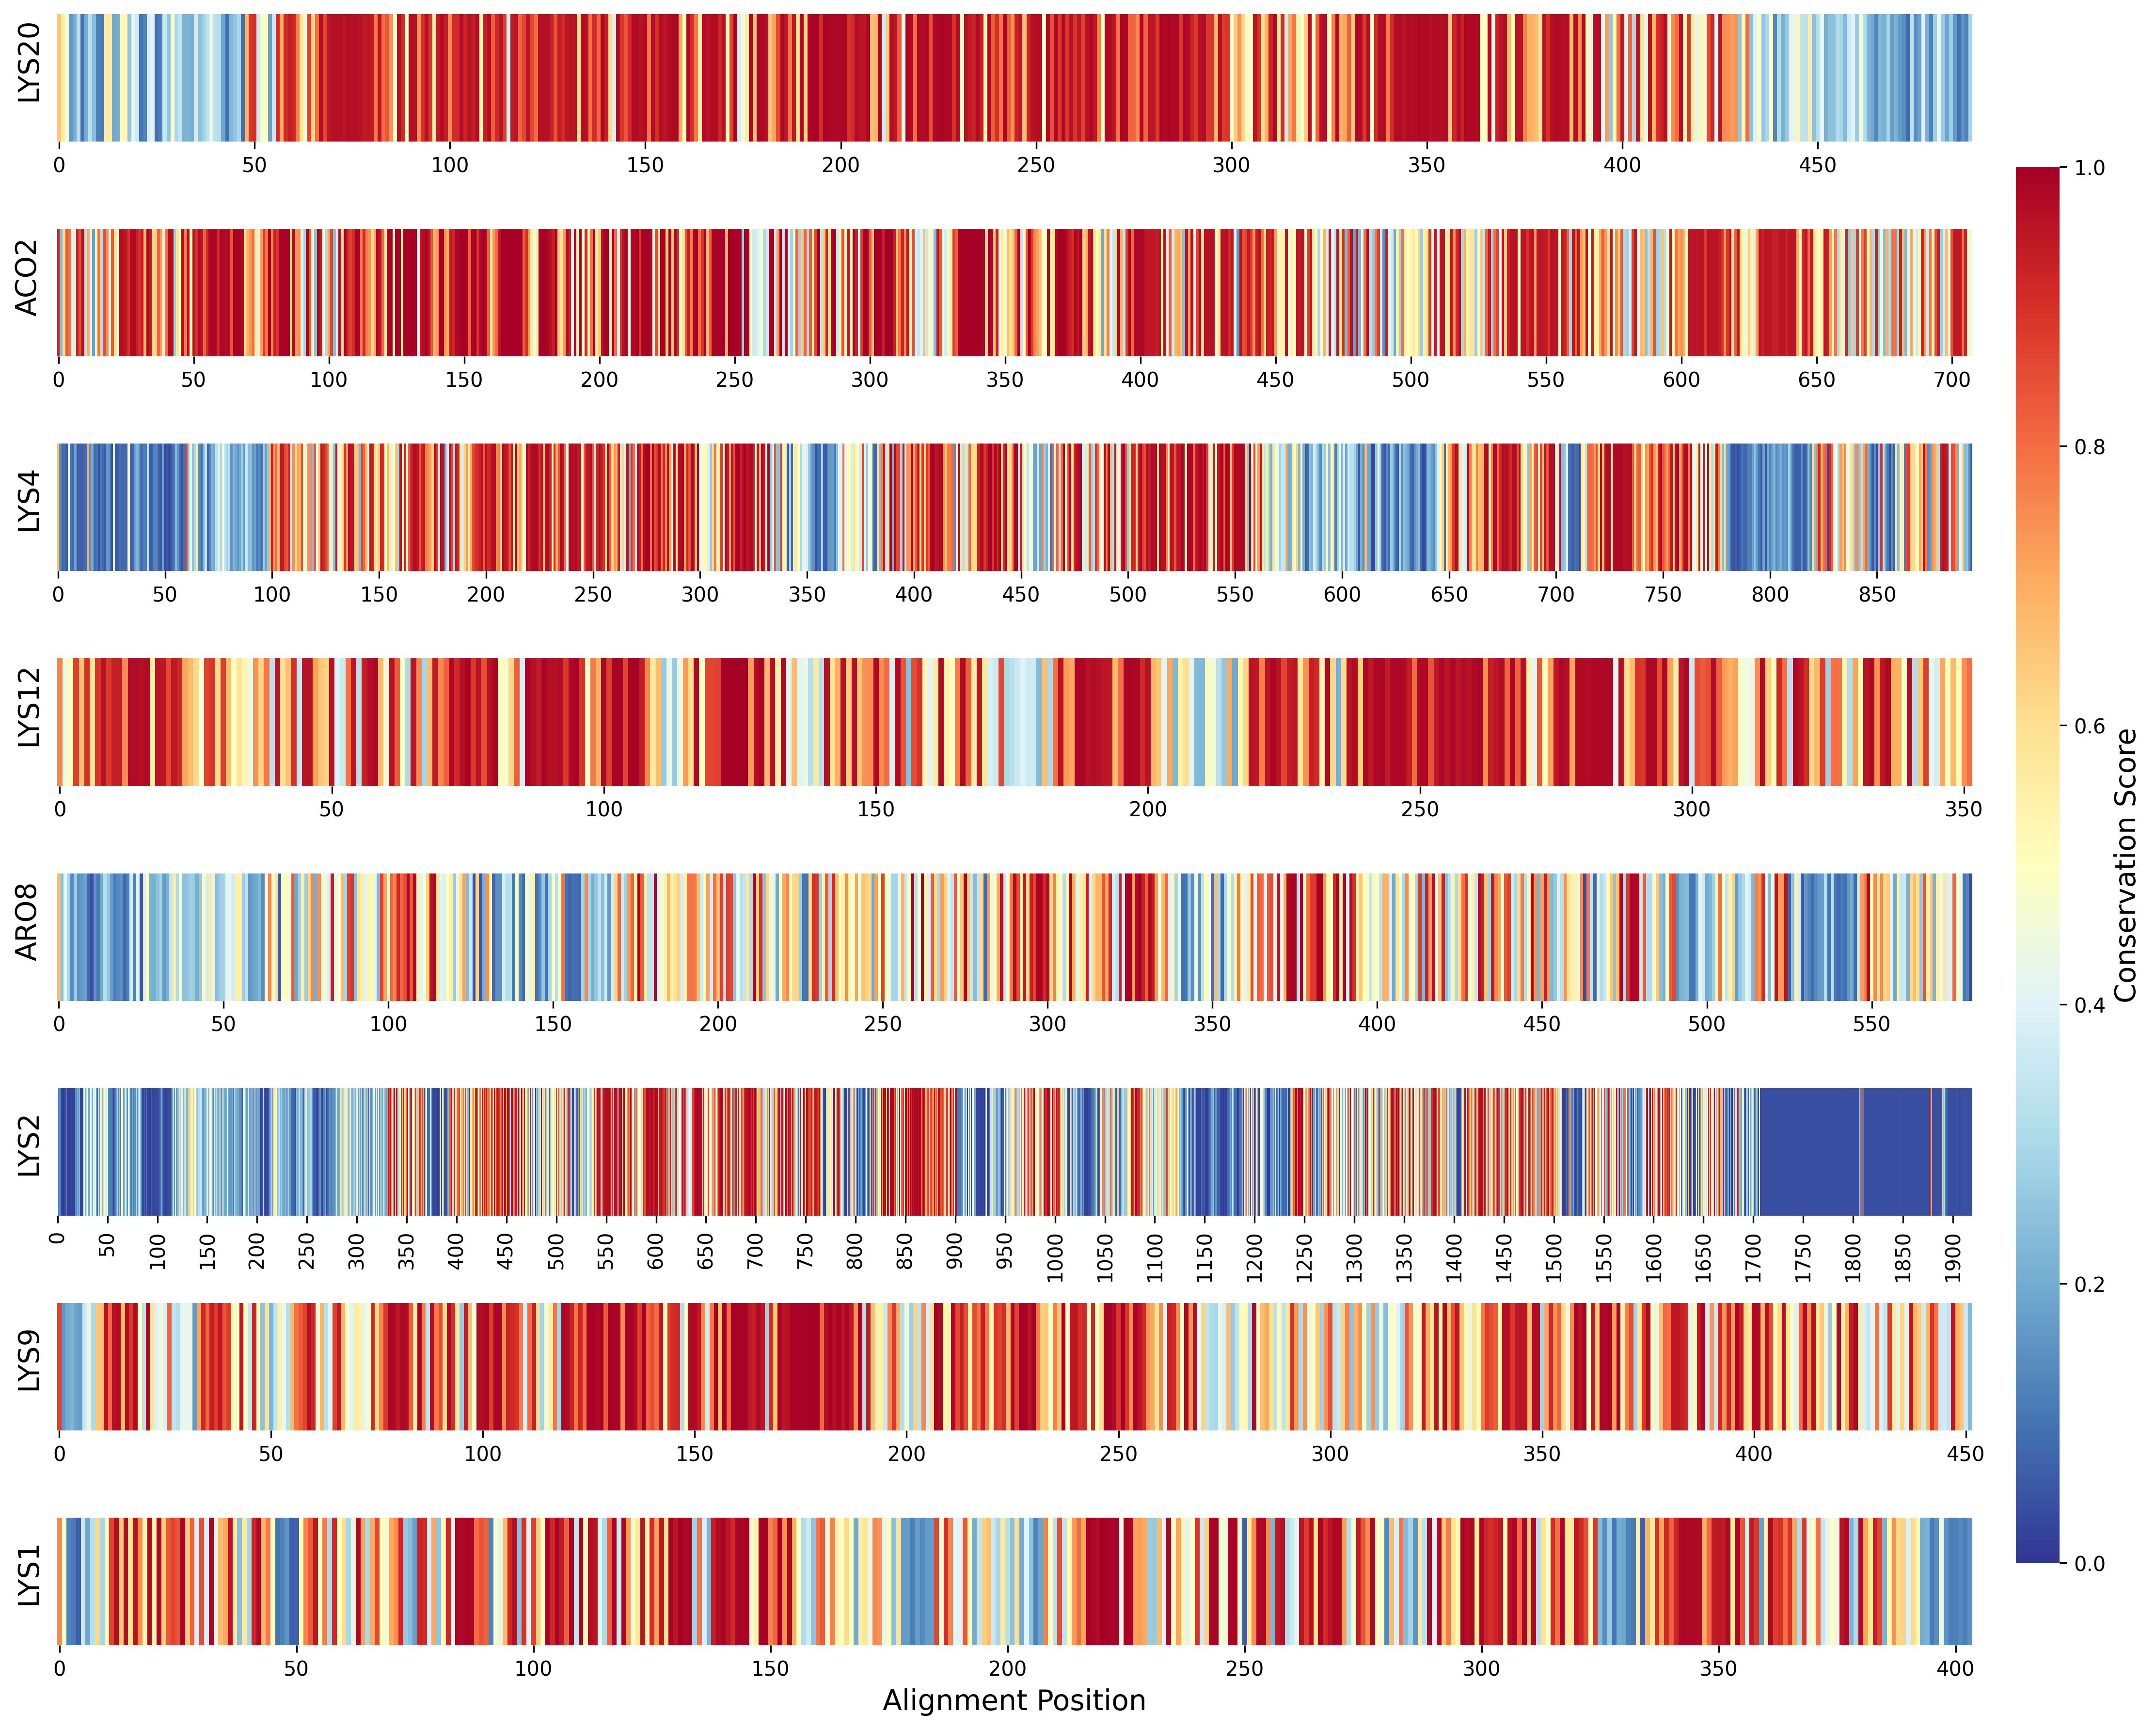 LYS20
0 50 100 150 200 250 300 350 400 450
ACO2
0 50 100 150 200 250 300 350 400 450 500 550 600 650 700
LYS4
0 50 100 150 200 250 300 350 400 450 500 550 600 650 700 750 800 850
LYS12
0 50 100 150 200 250 300 350
ARO8
0 50 100 150 200 250 300 350 400 450 500 550
LYS2
0 50 100 150 200 250 300 350 400 450 500 550 600 650 700 750 800 850 900 950 1000 1050 1100 1150 1200 1250 1300 1350 1400 1450 1500 1550 1600 1650 1700 1750 1800 1850 1900
LYS9
0 50 100 150 200 250 300 350 400 450
LYS1
0 50 100 150 200 250 300 350 400
Alignment Position
1.0
0.8
0.6
0.4
0.2
0.0
Conservation Score